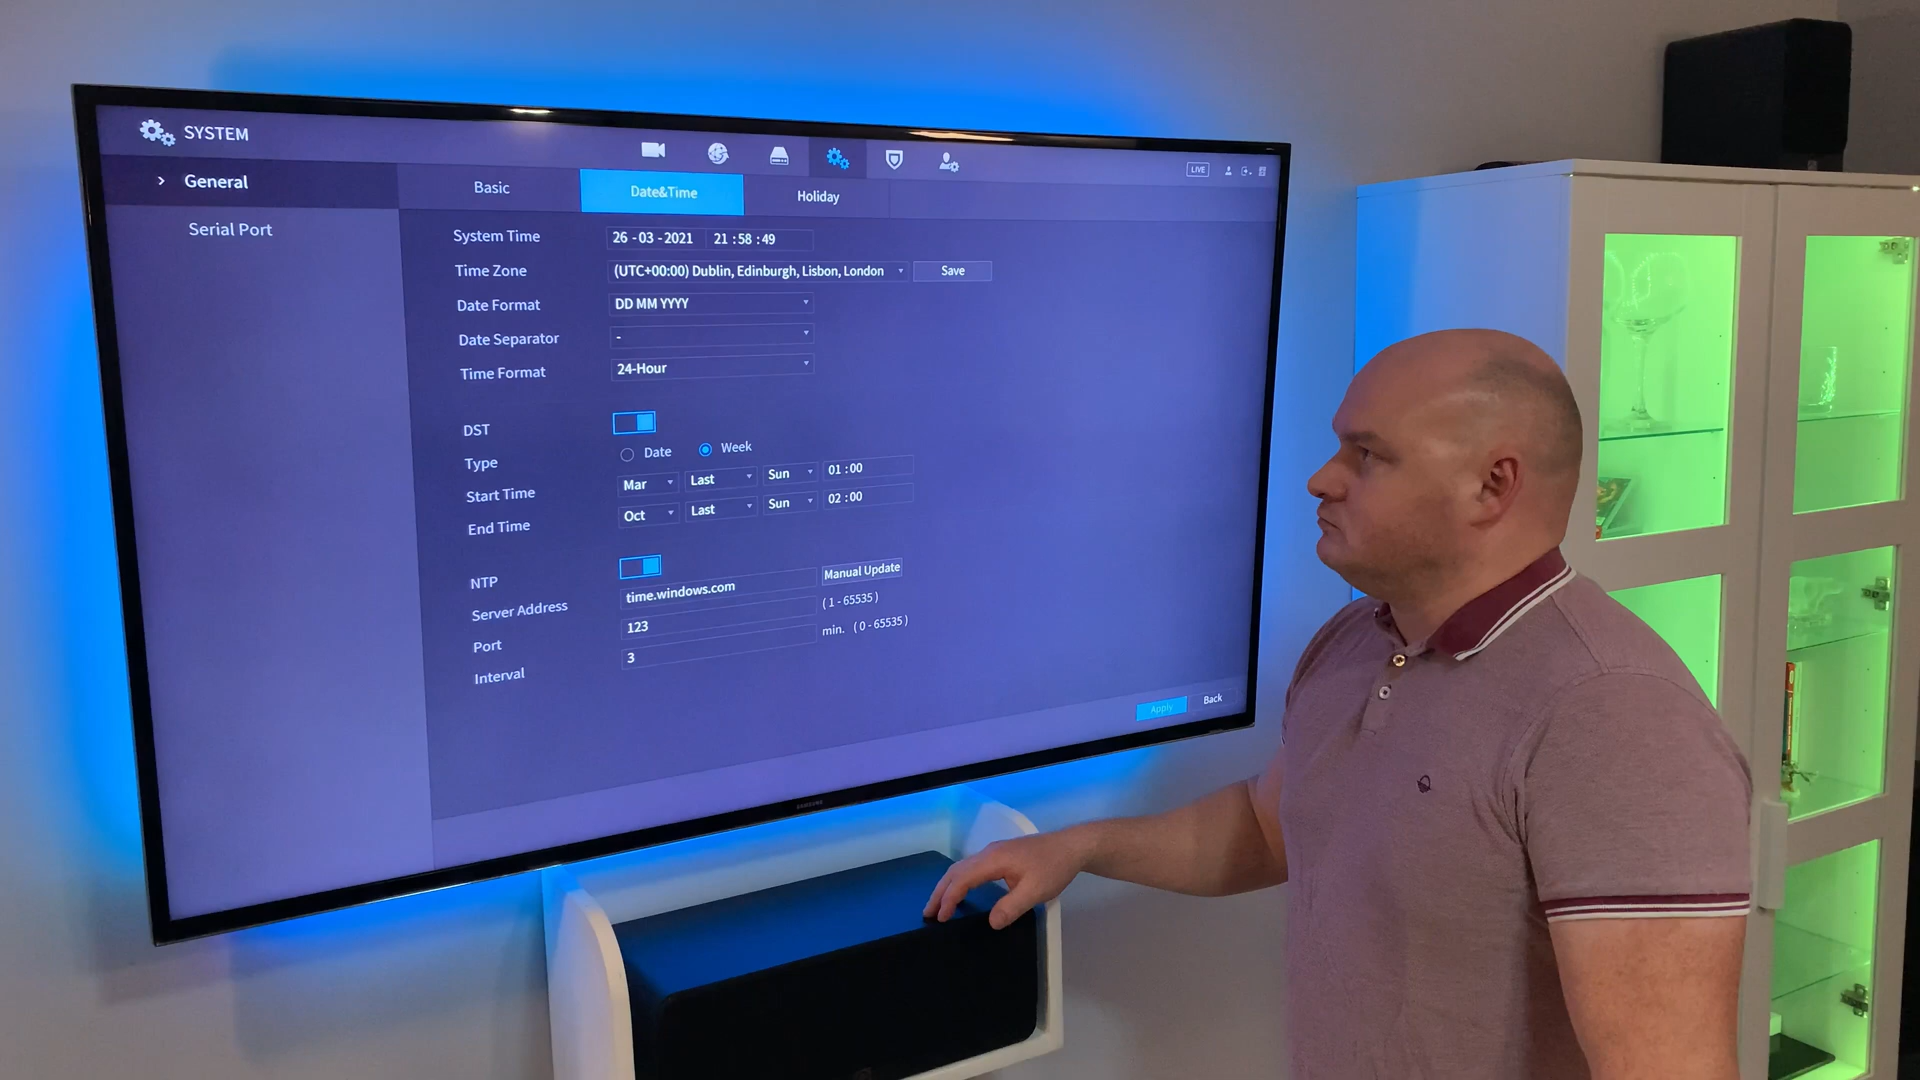 SYSTEM
LIVE
General
Serial Port
Basic
Date&Time
Holiday
System Time 26 -03 -2021 21 :58 :49
Time Zone (UTC+00:00) Dublin, Edinburgh, Lisbon, London Save
Date Format DD MM YYYY
Date Separator -
Time Format 24-Hour
DST
Type Date Week
Start Time Mar Last Sun 01 :00
End Time Oct Last Sun 02 :00
NTP
Server Address time.windows.com Manual Update
Port 123 ( 1 - 65535 )
Interval 3 min. ( 0 - 65535 )
Apply Back
SAMSUNG